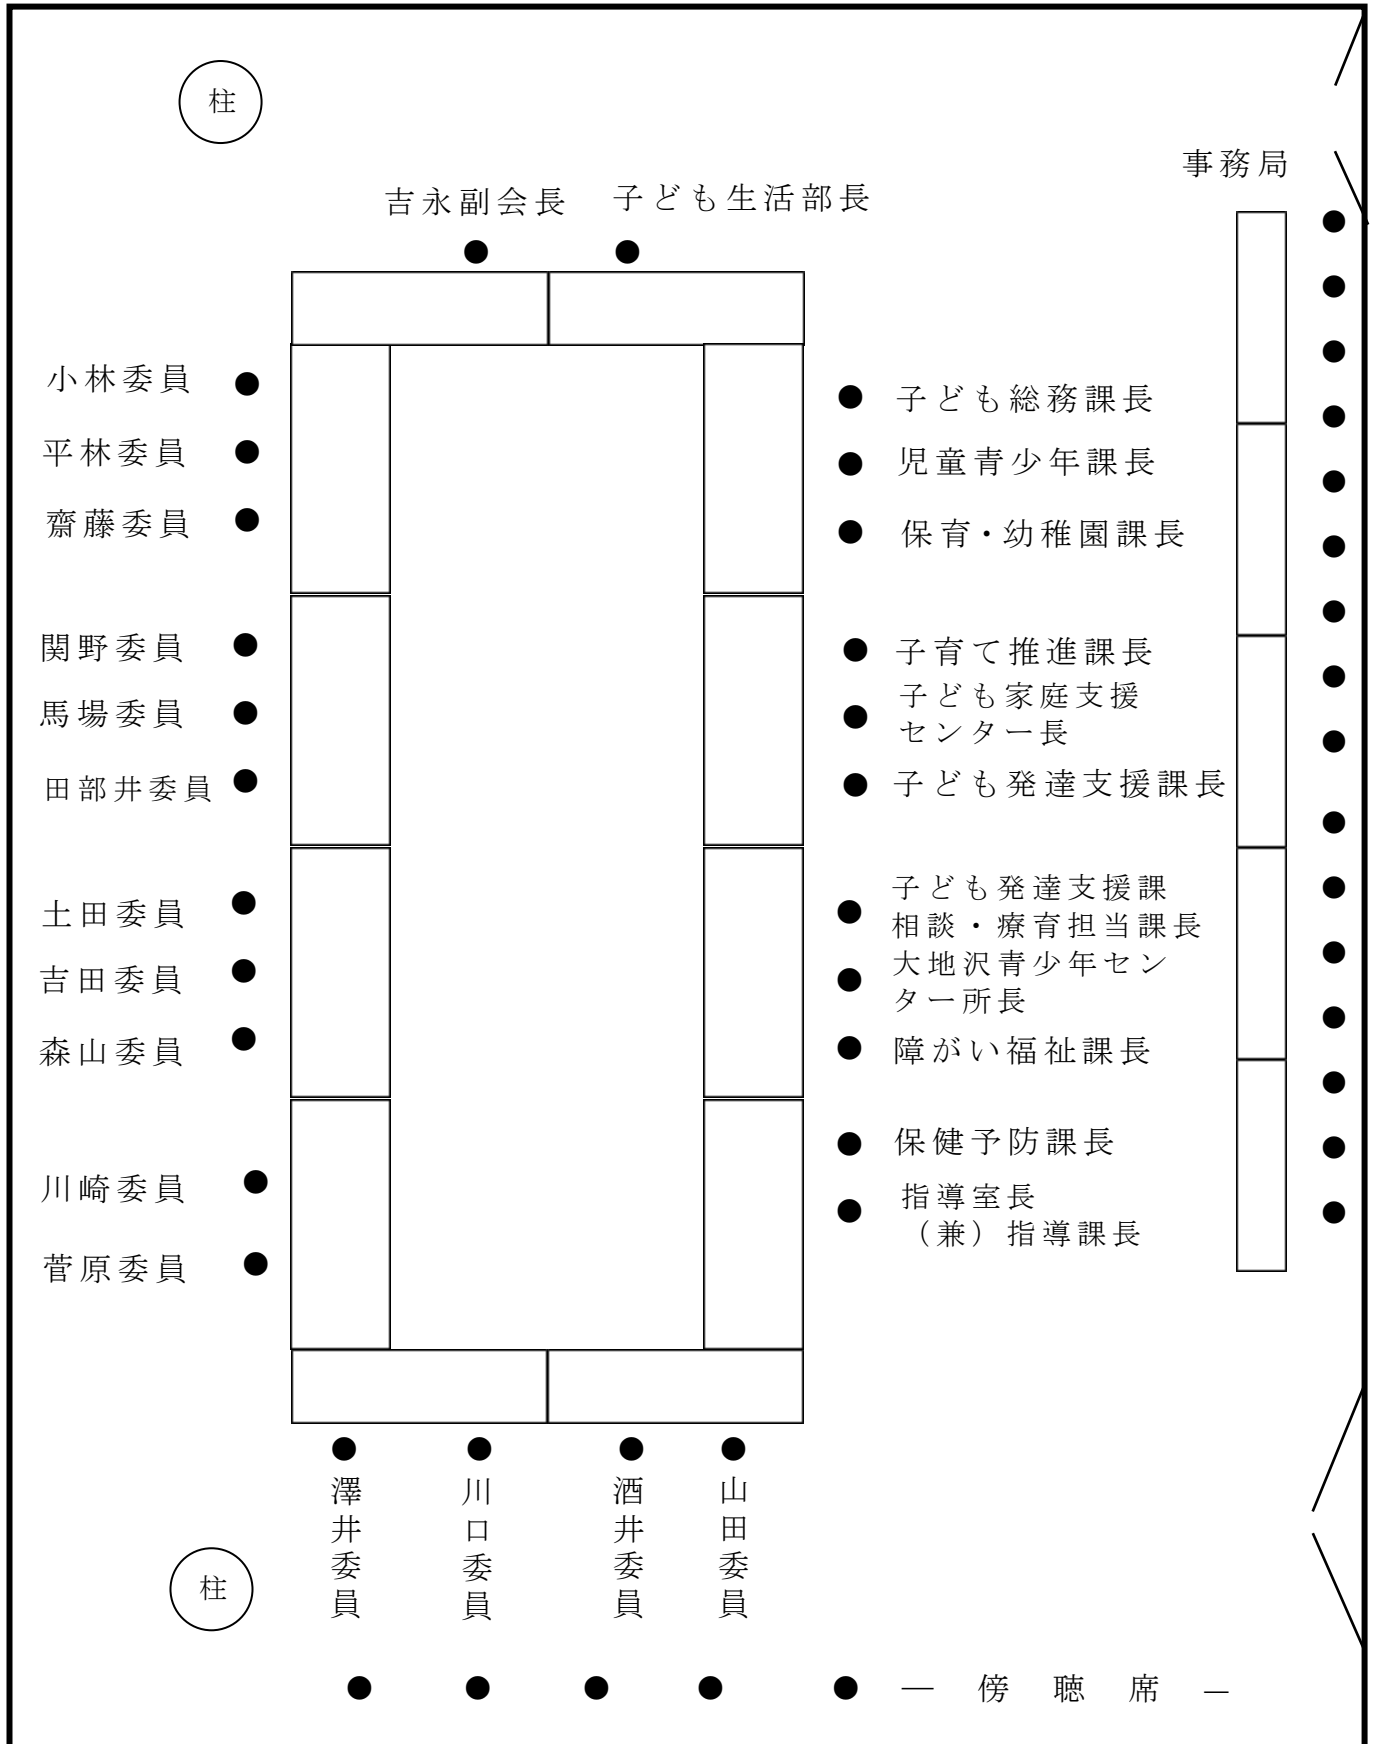 柱
事務局
吉永副会長
子ども生活部長
小林委員
平林委員
齋藤委員
関野委員
馬場委員
田部井委員
土田委員
吉田委員
森山委員
川崎委員
菅原委員
子ども総務課長
児童青少年課長
保育・幼稚園課長
子育て推進課長
子ども家庭支援
センター長
子ども発達支援課長
子ども発達支援課
相談・療育担当課長
大地沢青少年セン
ター所長
障がい福祉課長
保健予防課長
指導室長
（兼）指導課長
澤井委員
川口委員
酒井委員
山田委員
柱
― 傍聴席 ―